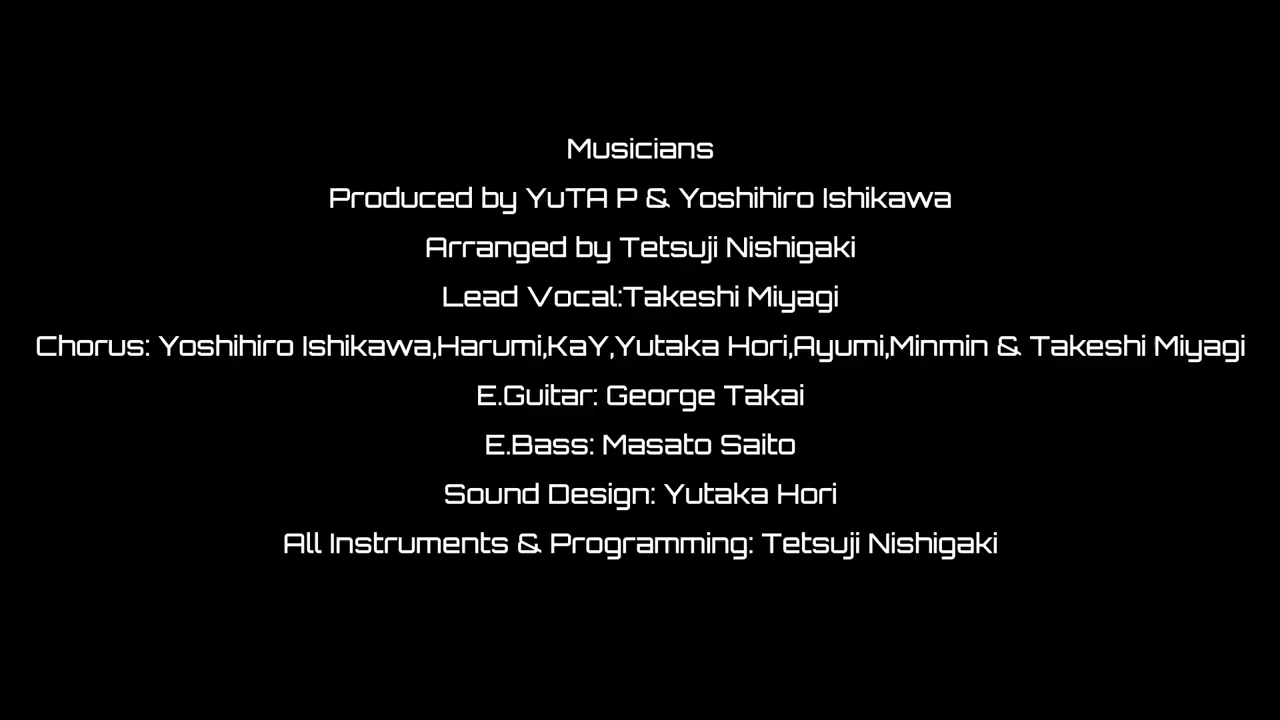 Musicians
Produced by YuTA P & Yoshihiro Ishikawa
Arranged by Tetsuji Nishigaki
Lead Vocal:Takeshi Miyagi
Chorus: Yoshihiro Ishikawa,Harumi,KaY,Yutaka Hori,Ayumi,Minmin & Takeshi Miyagi
E.Guitar: George Takai
E.Bass: Masato Saito
Sound Design: Yutaka Hori
All Instruments & Programming: Tetsuji Nishigaki